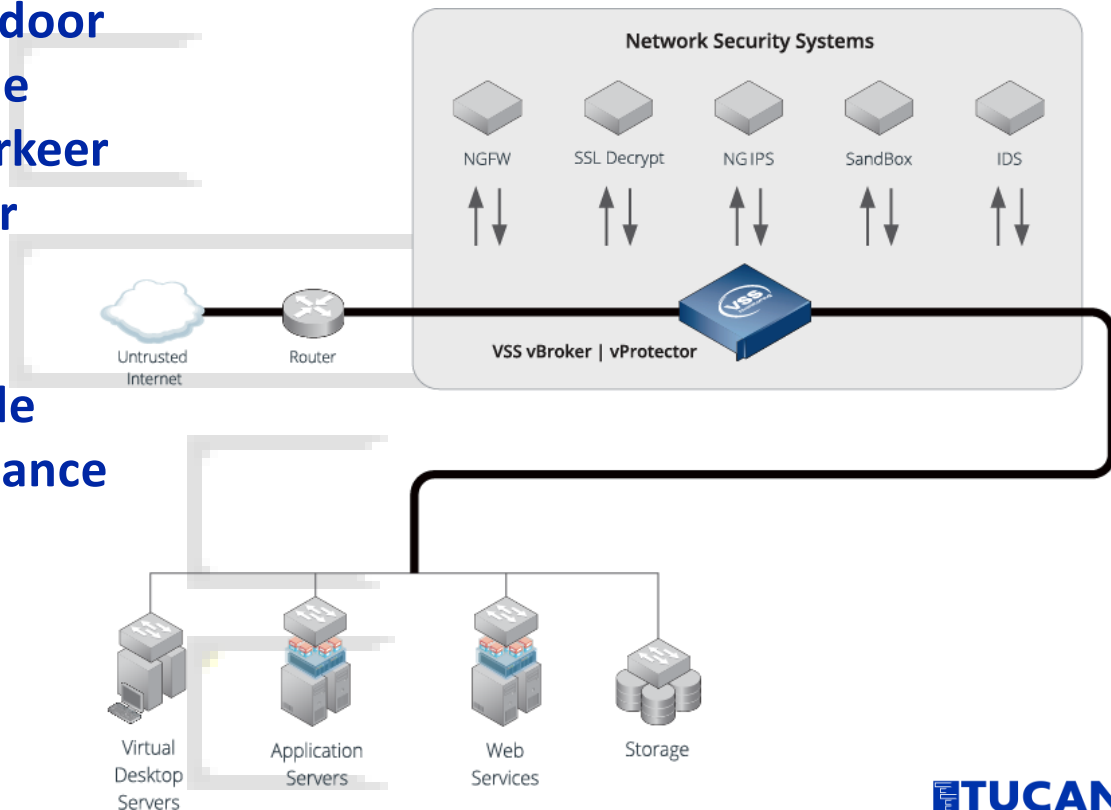 door
e
rkeer
r
le
ance
Network Security Systems
NGFW
SSL Decrypt
NG IPS
SandBox
IDS
VSS
Untrusted
Internet
Router
VSS vBroker | vProtector
Virtual
Desktop
Servers
Application
Servers
Web
Services
Storage
TUCAN